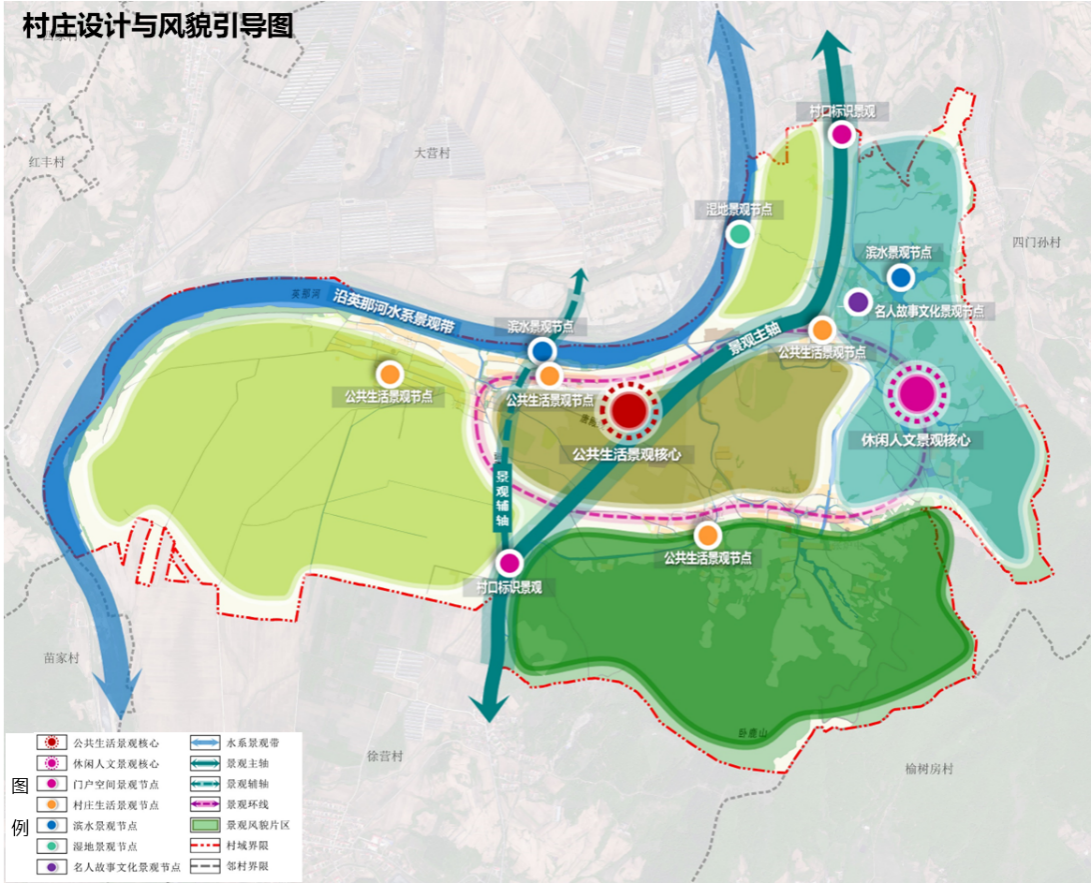 村庄设计与风貌引导图
村口标识景观
红丰村
大营村
湿地景观节点
四门孙村
滨水景观节点
英那河
沿英那河水系景观带
名人故事文化景观节点
滨水景观节点
景观主轴
公共生活景观节点
公共生活景观节点
公共生活景观节点
休闲人文景观核心
公共生活景观核心
景观辅轴
公共生活景观节点
村口标识景观
苗家村
卧鹿山
徐营村
榆树房村
图例
公共生活景观核心
水系景观带
休闲人文景观核心
景观主轴
门户空间景观节点
景观辅轴
村庄生活景观节点
景观环线
滨水景观节点
景观风貌片区
湿地景观节点
村域界限
名人故事文化景观节点
邻村界限